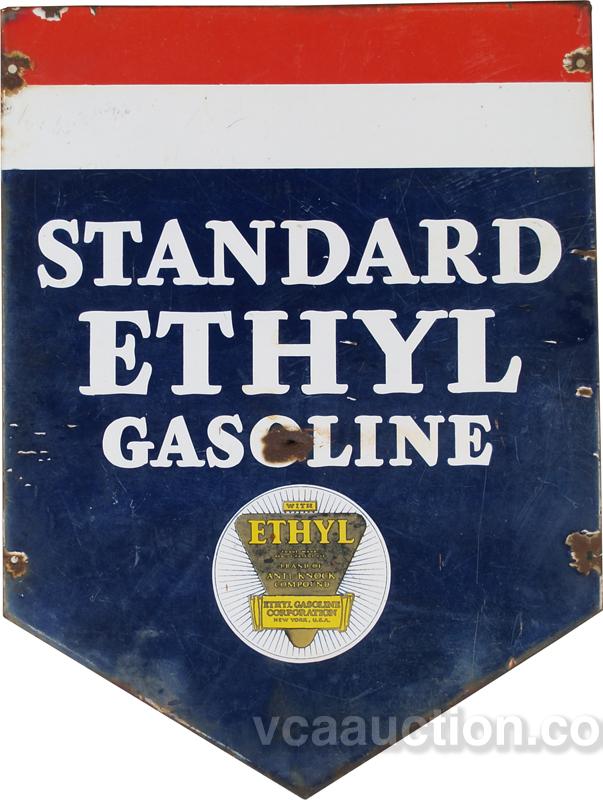 STANDARD
ETHYL
GASOLINE
WITH
ETHYL
BRAND OF
ANTI-KNOCK
COMPOUND
ETHYL GASOLINE
CORPORATION
NEW YORK, U.S.A.
vcaauction.co